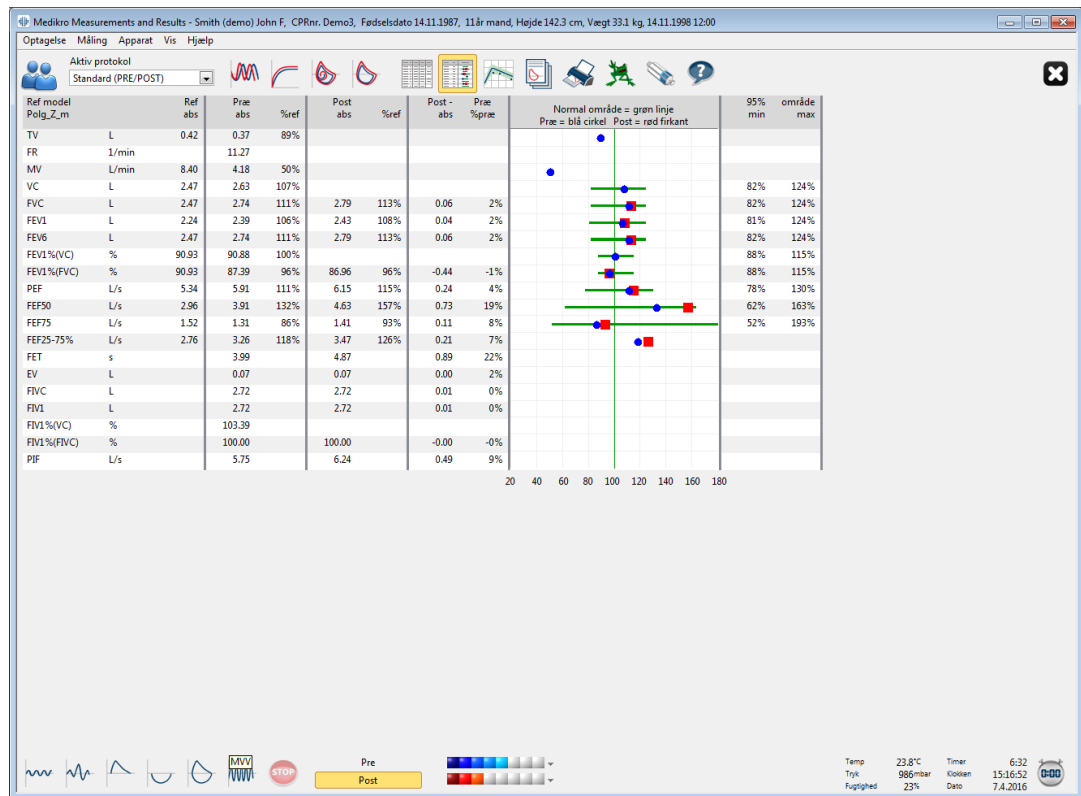 Medikro Measurements and Results - Smith (demo) John F, CPRnr. Demo3, Fødselsdato 14.11.1987, 11år mand, Højde 142.3 cm, Vægt 33.1 kg, 14.11.1998 12:00
Optagelse Måling Apparat Vis Hjælp
Aktiv protokol
Standard (PRE/POST)
Ref model Ref Præ Post Post - Præ 95% område
Polg_Z_m abs abs %ref abs %ref abs %præ min max
Normal område = grøn linje
Præ = blå cirkel Post = rød firkant
TV L 0.42 0.37 89%
FR 1/min 11.27
MV L/min 8.40 4.18 50%
VC L 2.47 2.63 107% 82% 124%
FVC L 2.47 2.74 111% 2.79 113% 0.06 2% 82% 124%
FEV1 L 2.24 2.39 106% 2.43 108% 0.04 2% 81% 124%
FEV6 L 2.47 2.74 111% 2.79 113% 0.06 2% 82% 124%
FEV1%(VC) % 90.93 90.88 100% 88% 115%
FEV1%(FVC) % 90.93 87.39 96% 86.96 96% -0.44 -1% 88% 115%
PEF L/s 5.34 5.91 111% 6.15 115% 0.24 4% 78% 130%
FEF50 L/s 2.96 3.91 132% 4.63 157% 0.73 19% 62% 163%
FEF75 L/s 1.52 1.31 86% 1.41 93% 0.11 8% 52% 193%
FEF25-75% L/s 2.76 3.26 118% 3.47 126% 0.21 7%
FET s 3.99 4.87 0.89 22%
EV L 0.07 0.07 0.00 2%
FIVC L 2.72 2.72 0.01 0%
FIV1 L 2.72 2.72 0.01 0%
FIV1%(VC) % 103.39
FIV1%(FIVC) % 100.00 100.00 -0.00 -0%
PIF L/s 5.75 6.24 0.49 9%
20 40 60 80 100 120 140 160 180
MVV
STOP
Pre
Post
Temp 23.8°C Timer 6:32
Tryk 986mbar Klokken 15:16:52
Fugtighed 23% Dato 7.4.2016
0:00